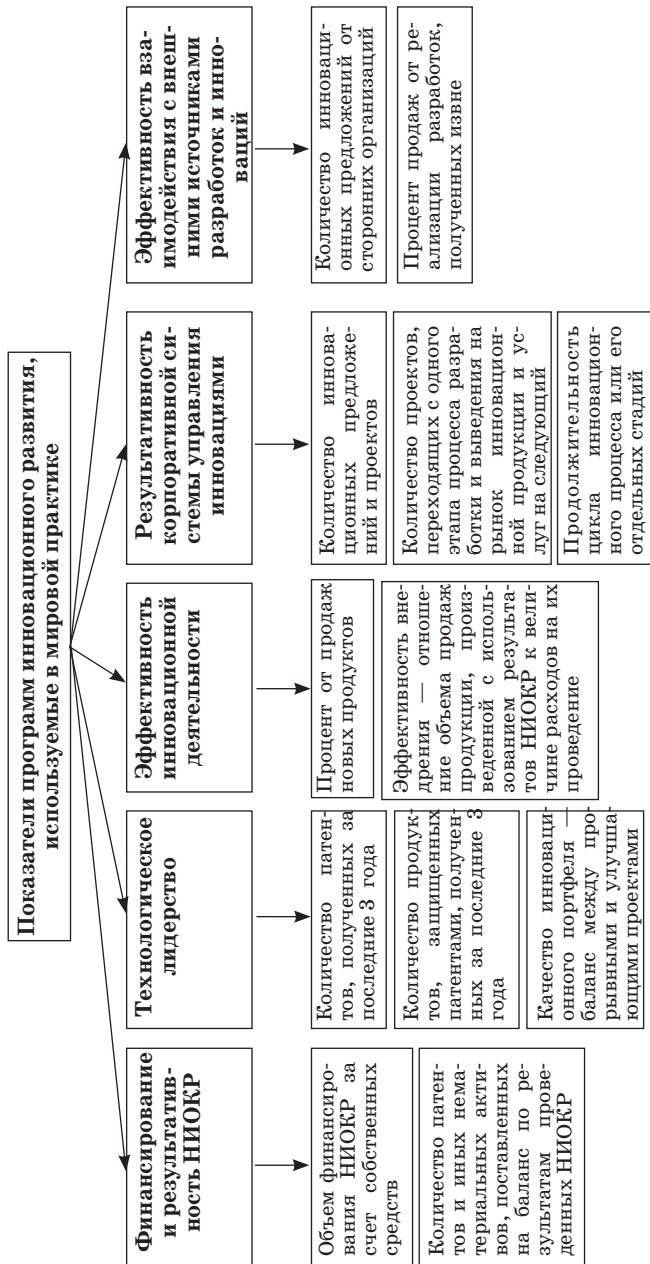 Показатели программ инновационного развития,
используемые в мировой практике
Финансирование
и результатив-
ность НИОКР
Объем финансиро-
вания НИОКР за
счет собственных
средств
Количество патен-
тов и иных нема-
териальных акти-
вов, поставленных
на баланс по ре-
зультатам прове-
денных НИОКР
Технологическое
лидерство
Количество патен-
тов, полученных за
последние 3 года
Количество продук-
тов, защищенных
патентами, получен-
ных за последние 3
года
Качество инноваци-
онного портфеля —
баланс между про-
рывными и улучша-
ющими проектами
Эффективность
инновационной
деятельности
Процент от продаж
новых продуктов
Эффективность вне-
дрения — отноше-
ние объема продаж
продукции, произ-
веденной с исполь-
зованием результа-
тов НИОКР к вели-
чине расходов на их
проведение
Результативность
корпоративной си-
стемы управления
инновациями
Количество иннова-
ционных предложе-
ний и проектов
Количество проектов,
переходящих с одного
этапа процесса разра-
ботки и выведения на
рынок инновацион-
ной продукции и ус-
луг на следующий
Продолжительность
цикла инновацион-
ного процесса или его
отдельных стадий
Эффективность вза-
имодействия с внеш-
ними источниками
разработок и инно-
ваций
Количество инноваци-
онных предложений от
сторонних организаций
Процент продаж от ре-
ализации разработок,
полученных извне